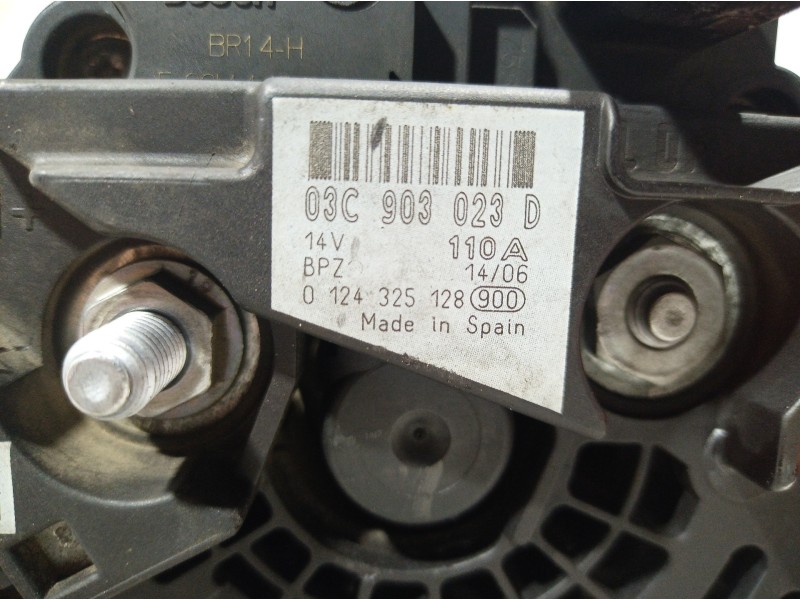 BR14-H
03C 903 023 D
14V 110A
BPZ 14/06
0 124 325 128 900
Made in Spain
+